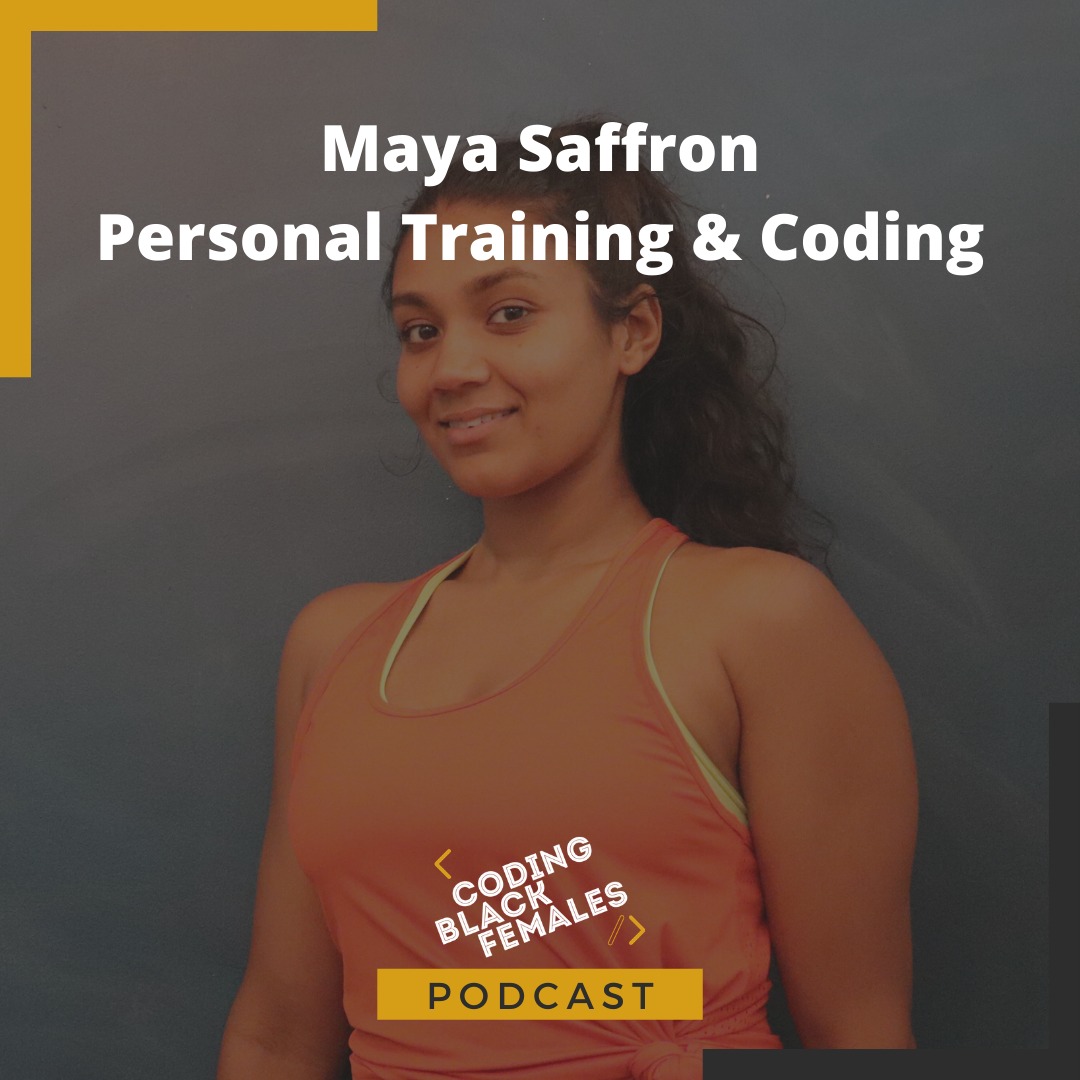 Maya Saffron
Personal Training & Coding
< CODING
BLACK
FEMALES />
PODCAST